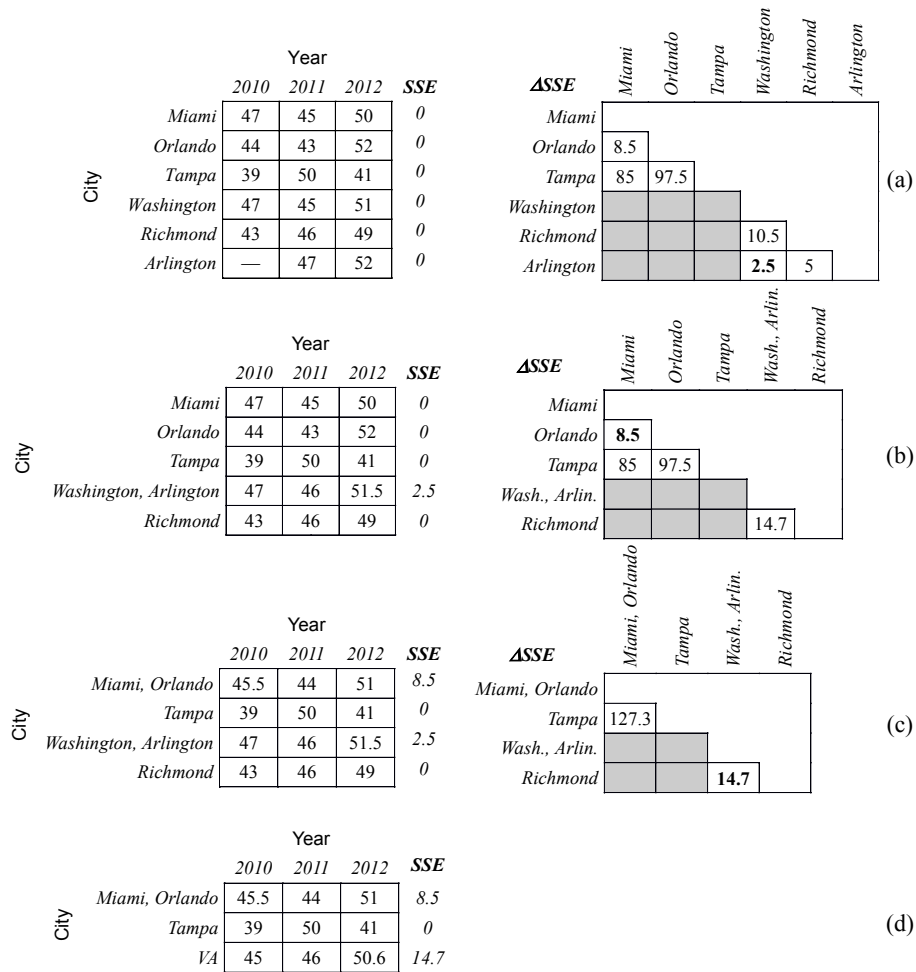 Year
2010 2011 2012 SSE
City
Miami 47 45 50 0
Orlando 44 43 52 0
Tampa 39 50 41 0
Washington 47 45 51 0
Richmond 43 46 49 0
Arlington — 47 52 0
ΔSSE Miami Orlando Tampa Washington Richmond Arlington
Miami
Orlando 8.5
Tampa 85 97.5
Washington
Richmond 10.5
Arlington 2.5 5
(a)
Year
2010 2011 2012 SSE
City
Miami 47 45 50 0
Orlando 44 43 52 0
Tampa 39 50 41 0
Washington, Arlington 47 46 51.5 2.5
Richmond 43 46 49 0
ΔSSE Miami Orlando Tampa Wash., Arlin. Richmond
Miami
Orlando 8.5
Tampa 85 97.5
Wash., Arlin.
Richmond 14.7
(b)
Year
2010 2011 2012 SSE
City
Miami, Orlando 45.5 44 51 8.5
Tampa 39 50 41 0
Washington, Arlington 47 46 51.5 2.5
Richmond 43 46 49 0
ΔSSE Miami, Orlando Tampa Wash., Arlin. Richmond
Miami, Orlando
Tampa 127.3
Wash., Arlin.
Richmond 14.7
(c)
Year
2010 2011 2012 SSE
City
Miami, Orlando 45.5 44 51 8.5
Tampa 39 50 41 0
VA 45 46 50.6 14.7
(d)